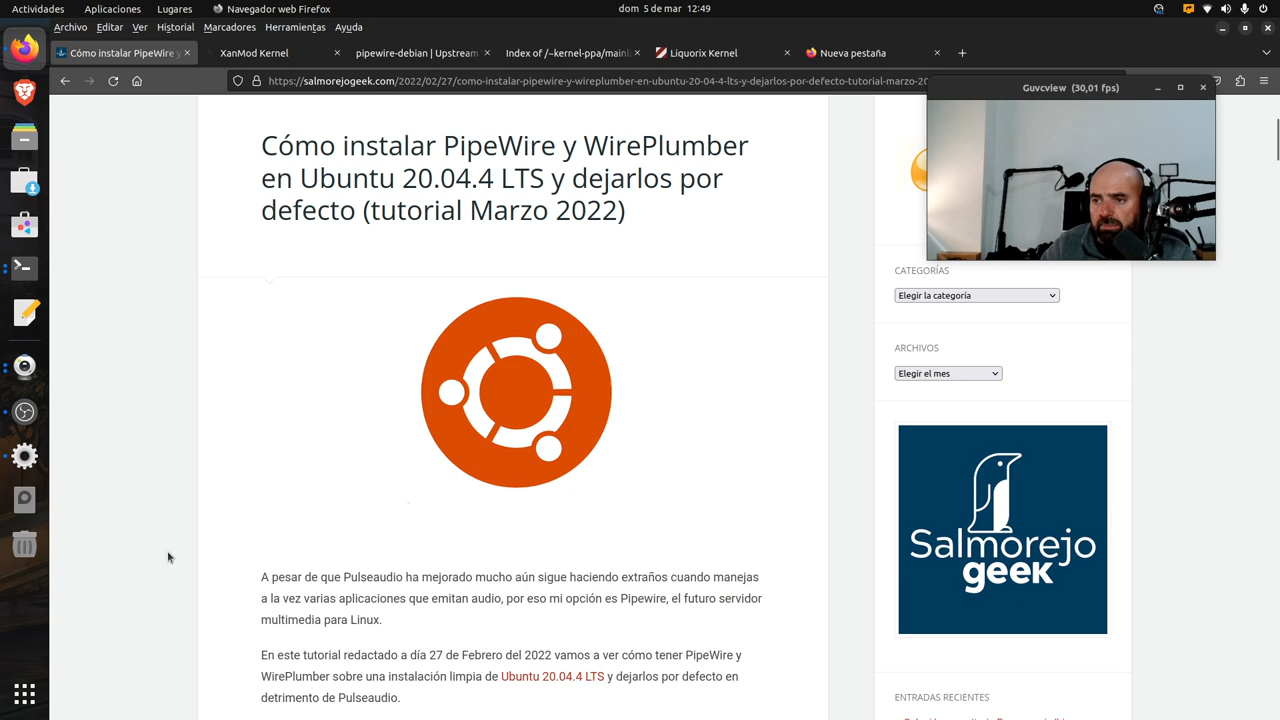 Actividades
Aplicaciones
Lugares
Navegador web Firefox
dom 5 de mar 12:49
Archivo Editar Ver Historial Marcadores Herramientas Ayuda
Cómo instalar PipeWire y
XanMod Kernel
pipewire-debian | Upstream
Index of /~kernel-ppa/mainl
Liquorix Kernel
Nueva pestaña
https://salmorejogeek.com/2022/02/27/como-instalar-pipewire-y-wireplumber-en-ubuntu-20-04-4-lts-y-dejarlos-por-defecto-tutorial-marzo-20
Guvcview (30,01 fps)
Cómo instalar PipeWire y WirePlumber
en Ubuntu 20.04.4 LTS y dejarlos por
defecto (tutorial Marzo 2022)
A pesar de que Pulseaudio ha mejorado mucho aún sigue haciendo extraños cuando manejas
a la vez varias aplicaciones que emitan audio, por eso mi opción es Pipewire, el futuro servidor
multimedia para Linux.
En este tutorial redactado a día 27 de Febrero del 2022 vamos a ver cómo tener PipeWire y
WirePlumber sobre una instalación limpia de Ubuntu 20.04.4 LTS y dejarlos por defecto en
detrimento de Pulseaudio.
CATEGORÍAS
Elegir la categoría
ARCHIVOS
Elegir el mes
Salmorejo
geek
ENTRADAS RECIENTES